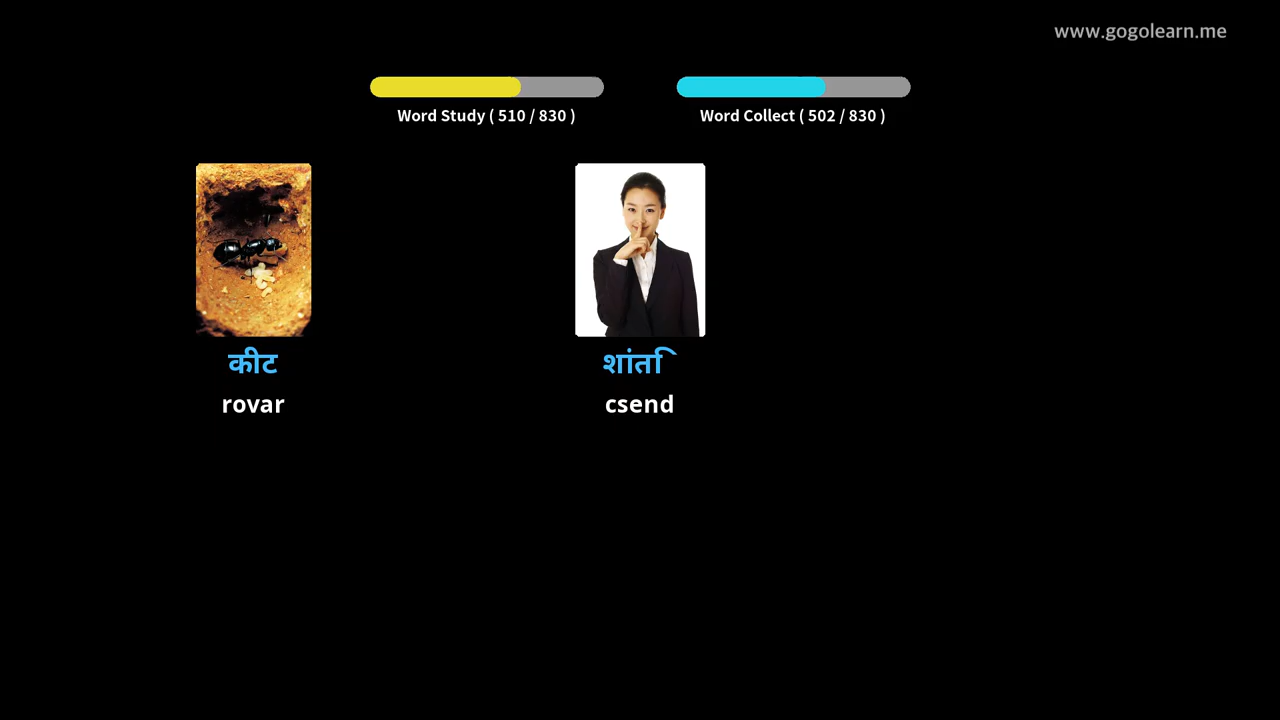 www.gogolearn.me
Word Study ( 510 / 830 )
Word Collect ( 502 / 830 )
कीट
शांति
rovar
csend